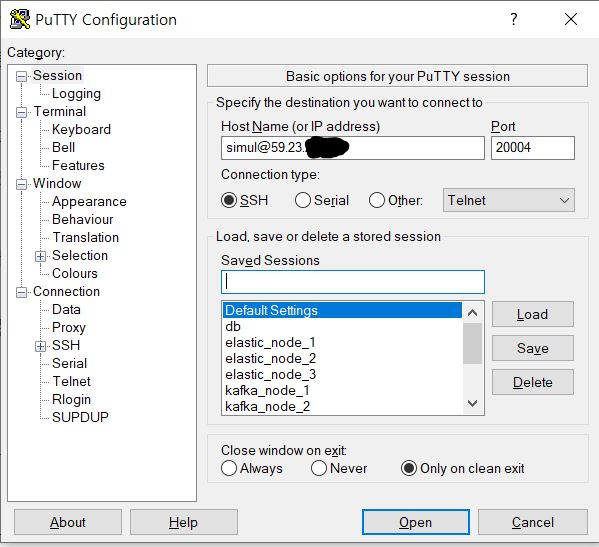 PuTTY Configuration
Category:
Session
Logging
Terminal
Keyboard
Bell
Features
Window
Appearance
Behaviour
Translation
Selection
Colours
Connection
Data
Proxy
SSH
Serial
Telnet
Rlogin
SUPDUP
Basic options for your PuTTY session
Specify the destination you want to connect to
Host Name (or IP address) Port
simul@59.23. 20004
Connection type:
SSH Serial Other: Telnet
Load, save or delete a stored session
Saved Sessions
Default Settings
db
elastic_node_1
elastic_node_2
elastic_node_3
kafka_node_1
kafka_node_2
Load
Save
Delete
Close window on exit:
Always Never Only on clean exit
About Help Open Cancel